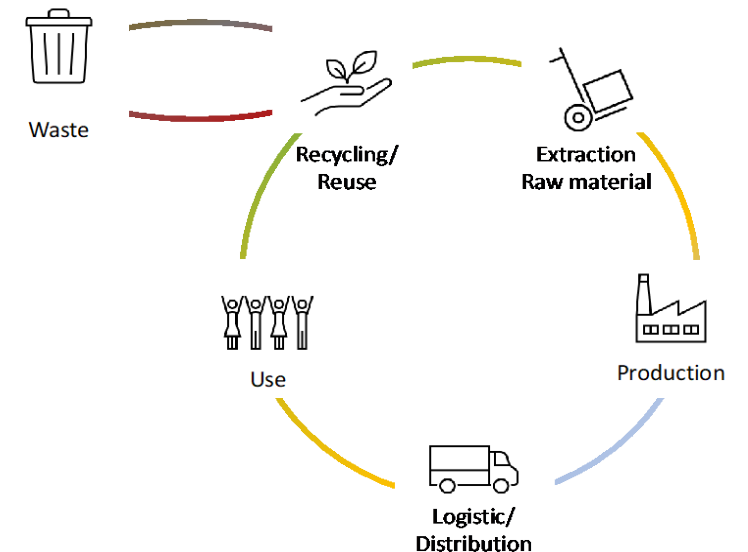 Waste
Recycling/
Reuse
Extraction
Raw material
Use
Production
Logistic/
Distribution